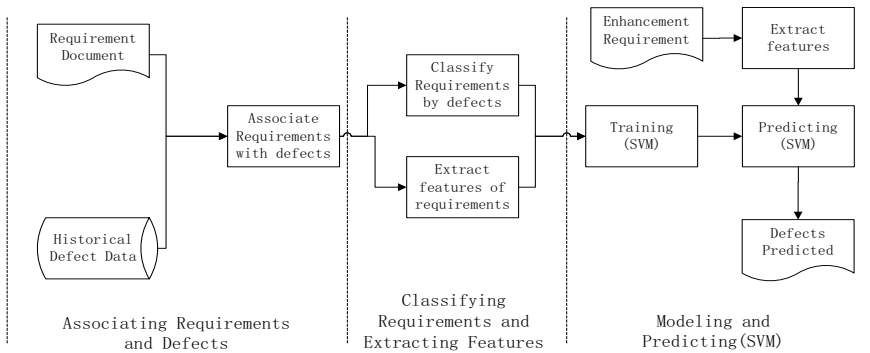 Requirement
Document
Historical
Defect Data
Associate
Requirements
with defects
Associating Requirements
and Defects
Classify
Requirements
by defects
Extract
features of
requirements
Classifying
Requirements and
Extracting Features
Enhancement
Requirement
Extract
features
Training
(SVM)
Predicting
(SVM)
Defects
Predicted
Modeling and
Predicting(SVM)